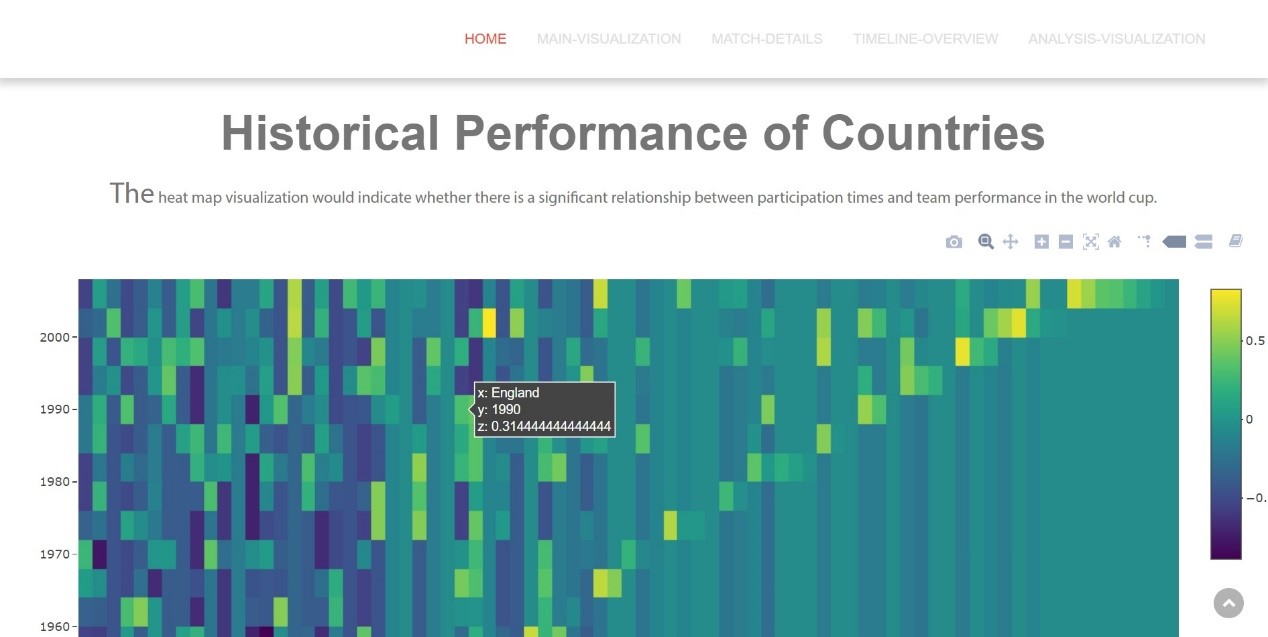 HOME MAIN-VISUALIZATION MATCH-DETAILS TIMELINE-OVERVIEW ANALYSIS-VISUALIZATION
Historical Performance of Countries
The heat map visualization would indicate whether there is a significant relationship between participation times and team performance in the world cup.
2000
1990
1980
1970
1960
x: England
y: 1990
z: 0.314444444444444
0.5
0
−0.